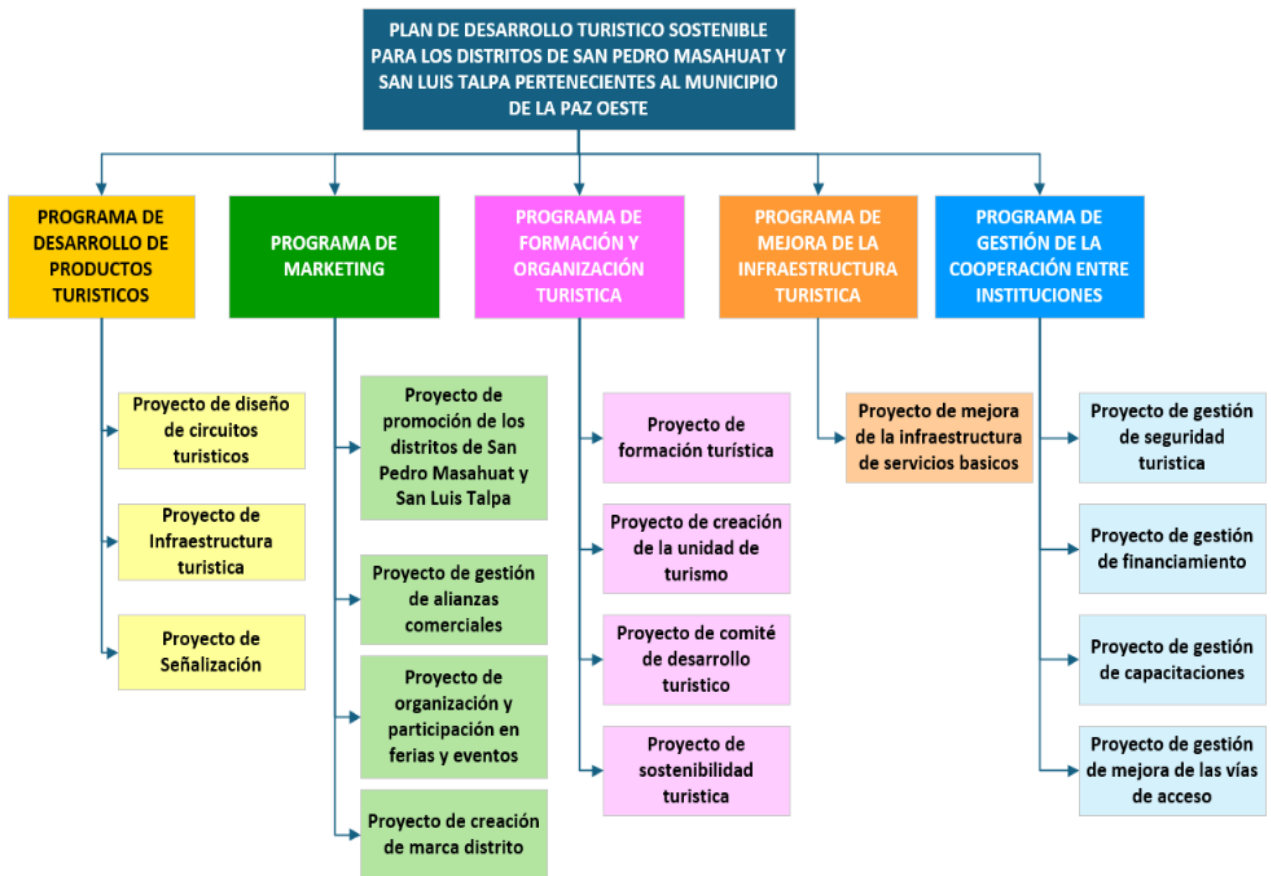 PLAN DE DESARROLLO TURISTICO SOSTENIBLE
PARA LOS DISTRITOS DE SAN PEDRO MASAHUAT Y
SAN LUIS TALPA PERTENECIENTES AL MUNICIPIO
DE LA PAZ OESTE
PROGRAMA DE
DESARROLLO DE
PRODUCTOS
TURISTICOS
PROGRAMA DE
MARKETING
PROGRAMA DE
FORMACIÓN Y
ORGANIZACIÓN
TURISTICA
PROGRAMA DE
MEJORA DE LA
INFRAESTRUCTURA
TURISTICA
PROGRAMA DE
GESTIÓN DE LA
COOPERACIÓN ENTRE
INSTITUCIONES
Proyecto de diseño
de circuitos
turisticos
Proyecto de
Infraestructura
turistica
Proyecto de
Señalización
Proyecto de
promoción de los
distritos de San
Pedro Masahuat y
San Luis Talpa
Proyecto de gestión
de alianzas
comerciales
Proyecto de
organización y
participación en
ferias y eventos
Proyecto de creación
de marca distrito
Proyecto de
formación turística
Proyecto de creación
de la unidad de
turismo
Proyecto de comité
de desarrollo
turistico
Proyecto de
sostenibilidad
turistica
Proyecto de mejora
de la infraestructura
de servicios basicos
Proyecto de gestión
de seguridad
turistica
Proyecto de gestión
de financiamiento
Proyecto de gestión
de capacitaciones
Proyecto de gestión
de mejora de las vías
de acceso